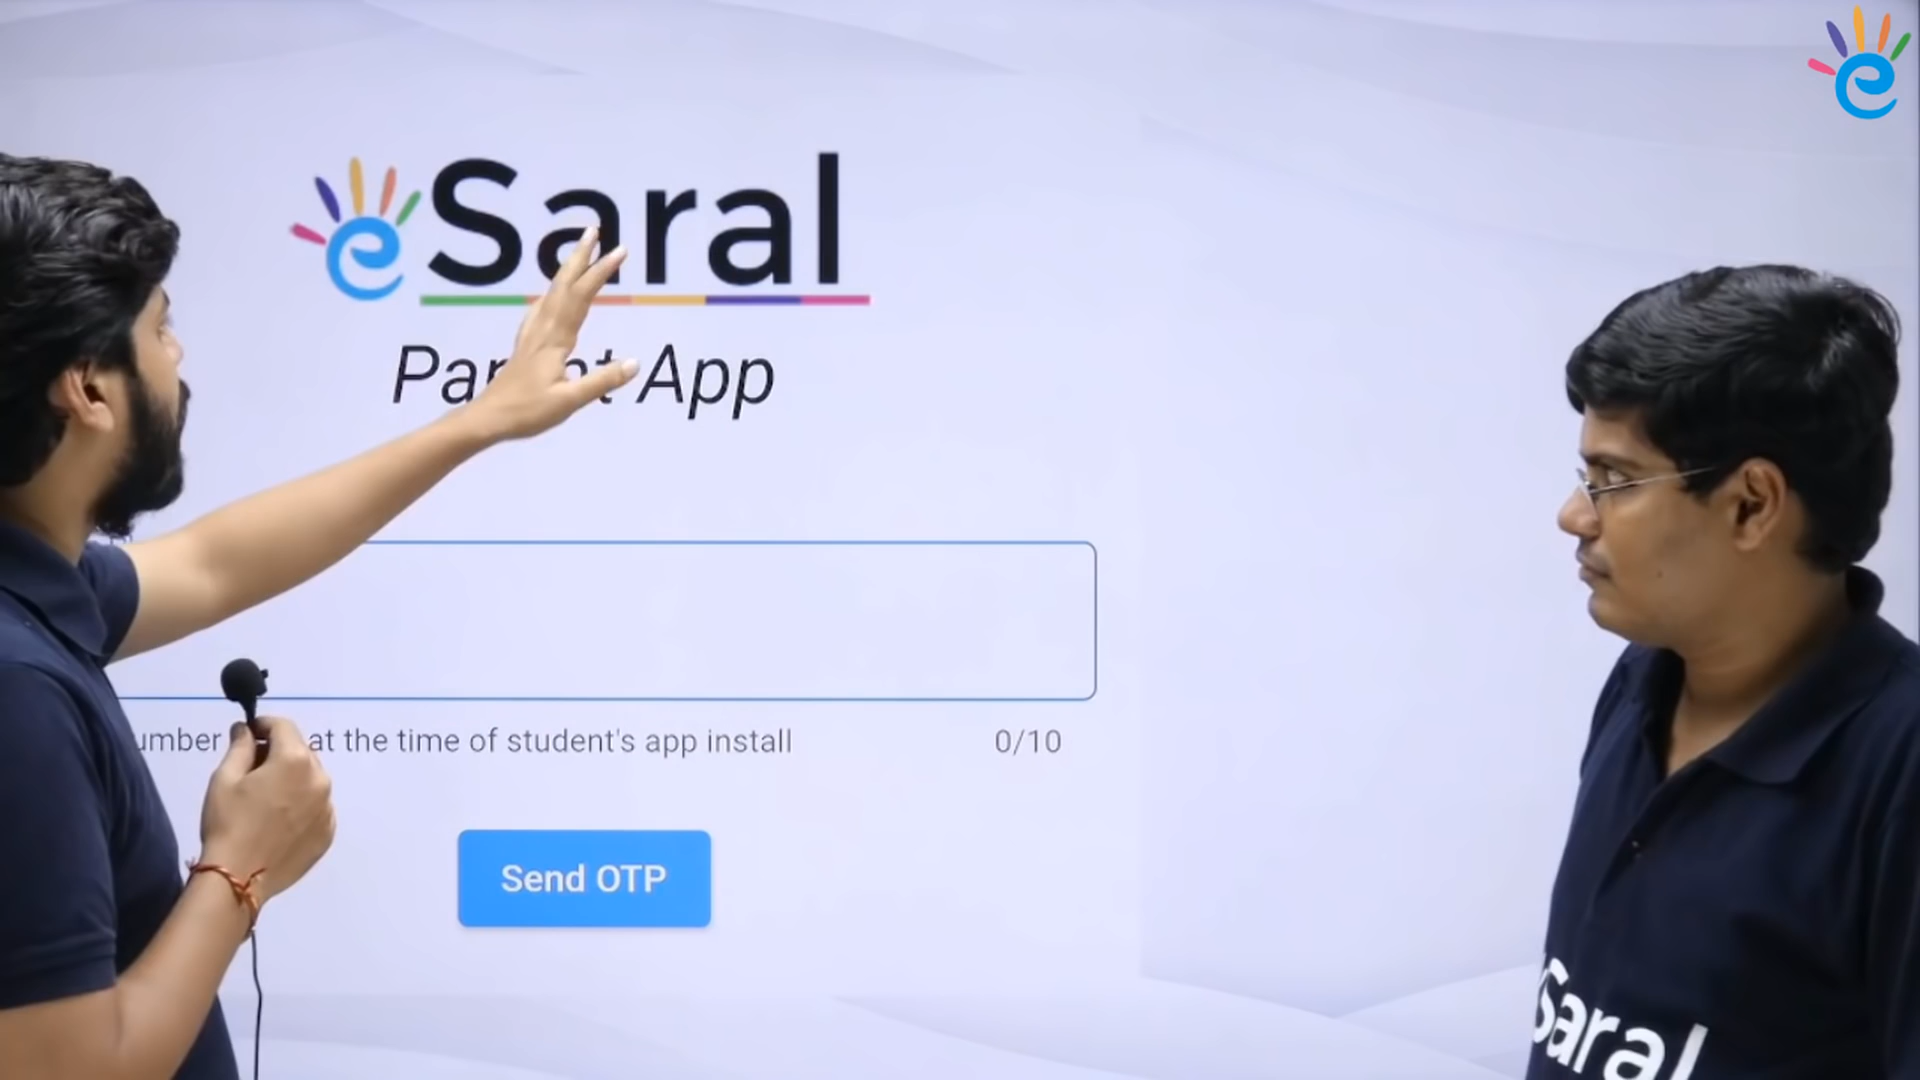 eSaral
App
at the time of student's app install 0/10
Send OTP
Saral
e